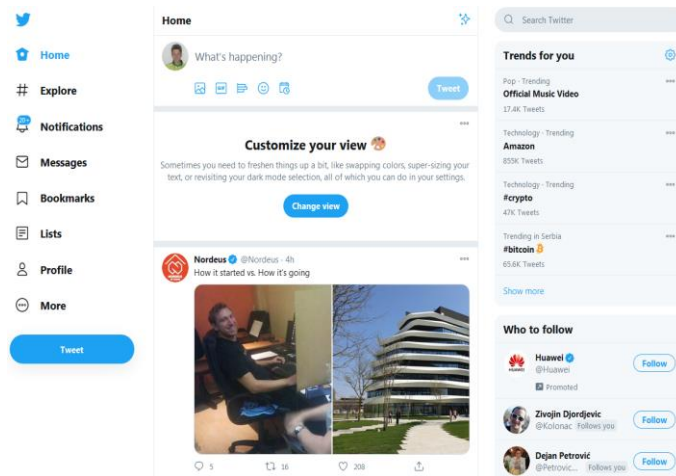 Home
Explore
20+
Notifications
Messages
Bookmarks
Lists
Profile
More
Tweet
Home
What's happening?
GIF
Tweet
Customize your view
Sometimes you need to freshen things up a bit, like swapping colors, super-sizing your
text, or revisiting your dark mode selection, all of which you can do in your settings.
Change view
Nordeus @Nordeus · 4h
How it started vs. How it's going
5
16
208
Search Twitter
Trends for you
Pop · Trending
Official Music Video
17.4K Tweets
Technology · Trending
Amazon
855K Tweets
Technology · Trending
#crypto
47K Tweets
Trending in Serbia
#bitcoin
65.6K Tweets
Show more
Who to follow
Huawei
@Huawei
Follow
Promoted
HUAWEI
Zivojin Djordjevic
@Kolonac Follows you
Follow
Dejan Petrović
@Petrovic... Follows you
Follow